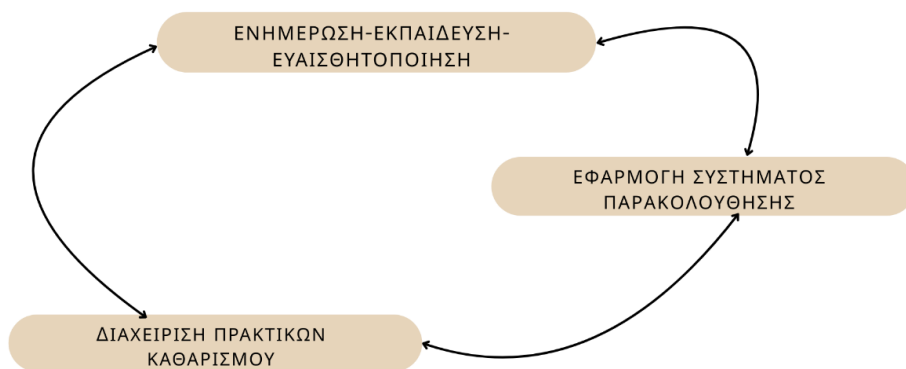 ΕΝΗΜΕΡΩΣΗ-ΕΚΠΑΙΔΕΥΣΗ-
ΕΥΑΙΣΘΗΤΟΠΟΙΗΣΗ
ΕΦΑΡΜΟΓΗ ΣΥΣΤΗΜΑΤΟΣ
ΠΑΡΑΚΟΛΟΥΘΗΣΗΣ
ΔΙΑΧΕΙΡΙΣΗ ΠΡΑΚΤΙΚΩΝ
ΚΑΘΑΡΙΣΜΟΥ